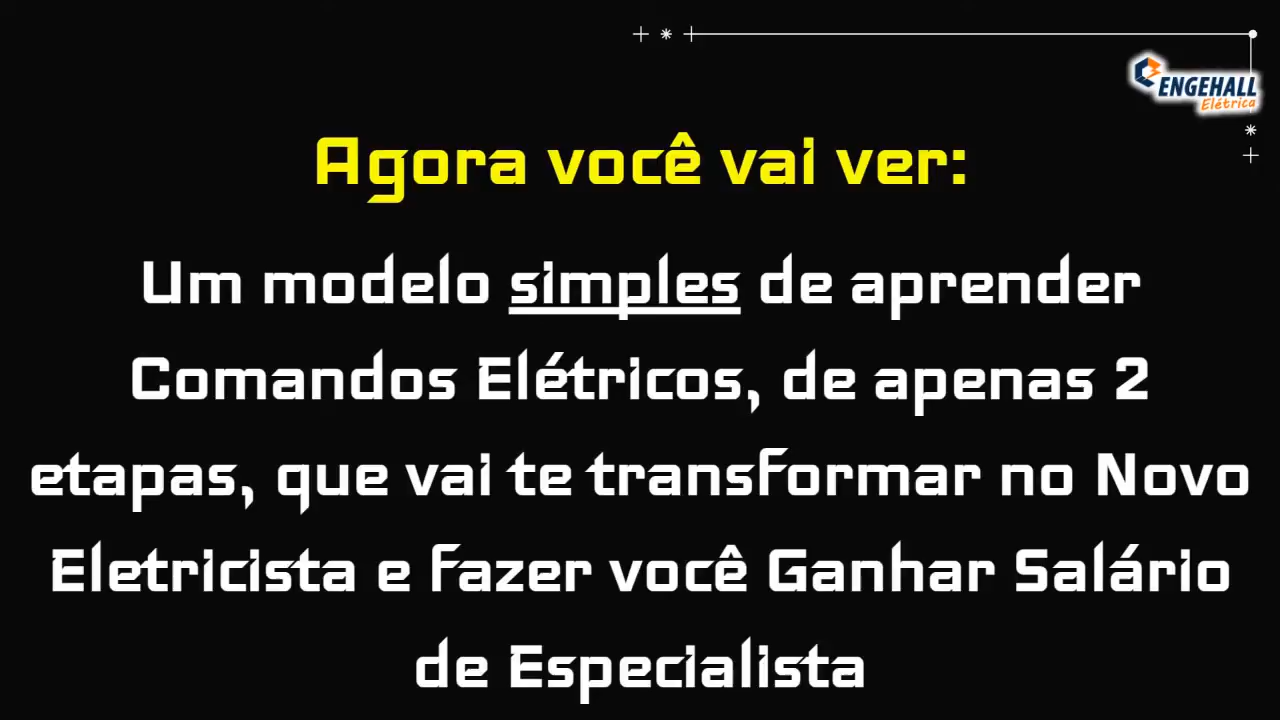 ENGEHALL
Elétrica
Agora você vai ver:
Um modelo simples de aprender
Comandos Elétricos, de apenas 2
etapas, que vai te transformar no Novo
Eletricista e fazer você Ganhar Salário
de Especialista